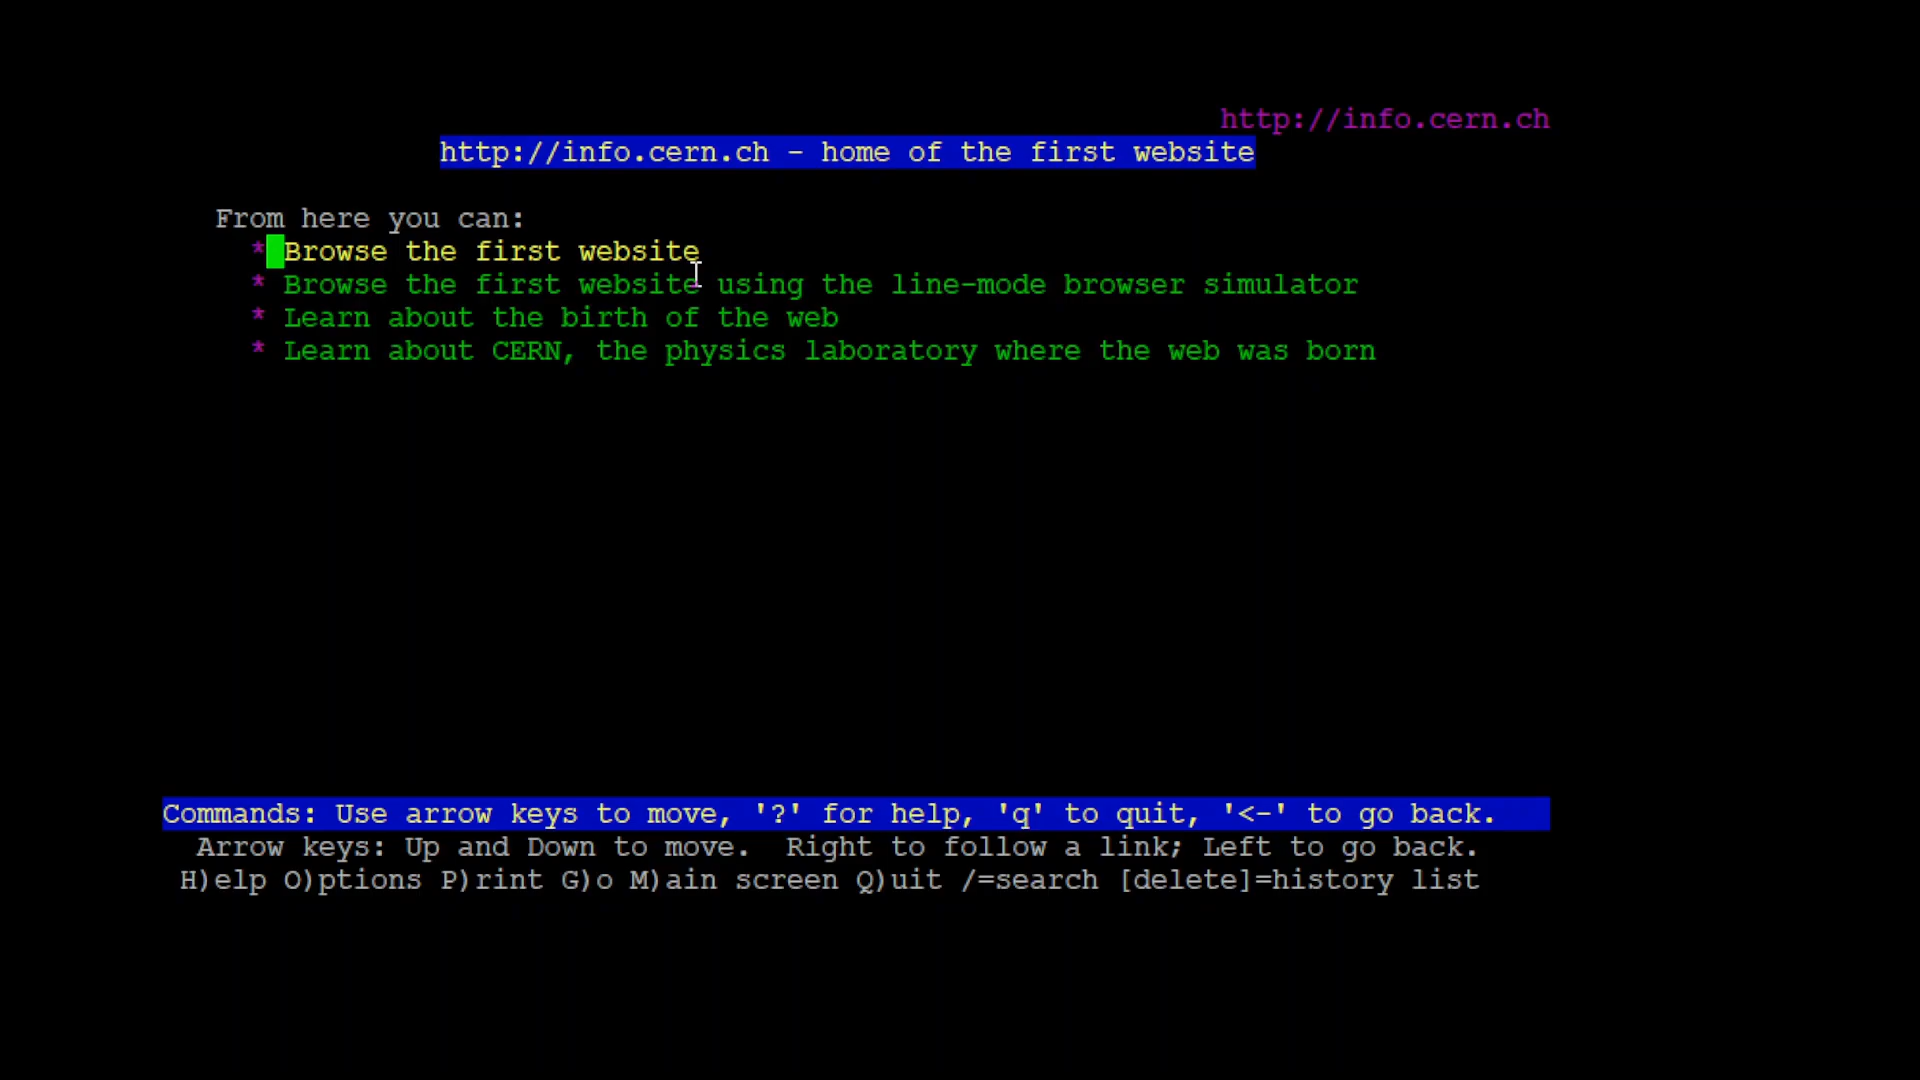 http://info.cern.ch
http://info.cern.ch - home of the first website
From here you can:
* Browse the first website
* Browse the first website using the line-mode browser simulator
* Learn about the birth of the web
* Learn about CERN, the physics laboratory where the web was born
Commands: Use arrow keys to move, '?' for help, 'q' to quit, '<-' to go back.
Arrow keys: Up and Down to move.  Right to follow a link; Left to go back.
H)elp O)ptions P)rint G)o M)ain screen Q)uit /=search [delete]=history list